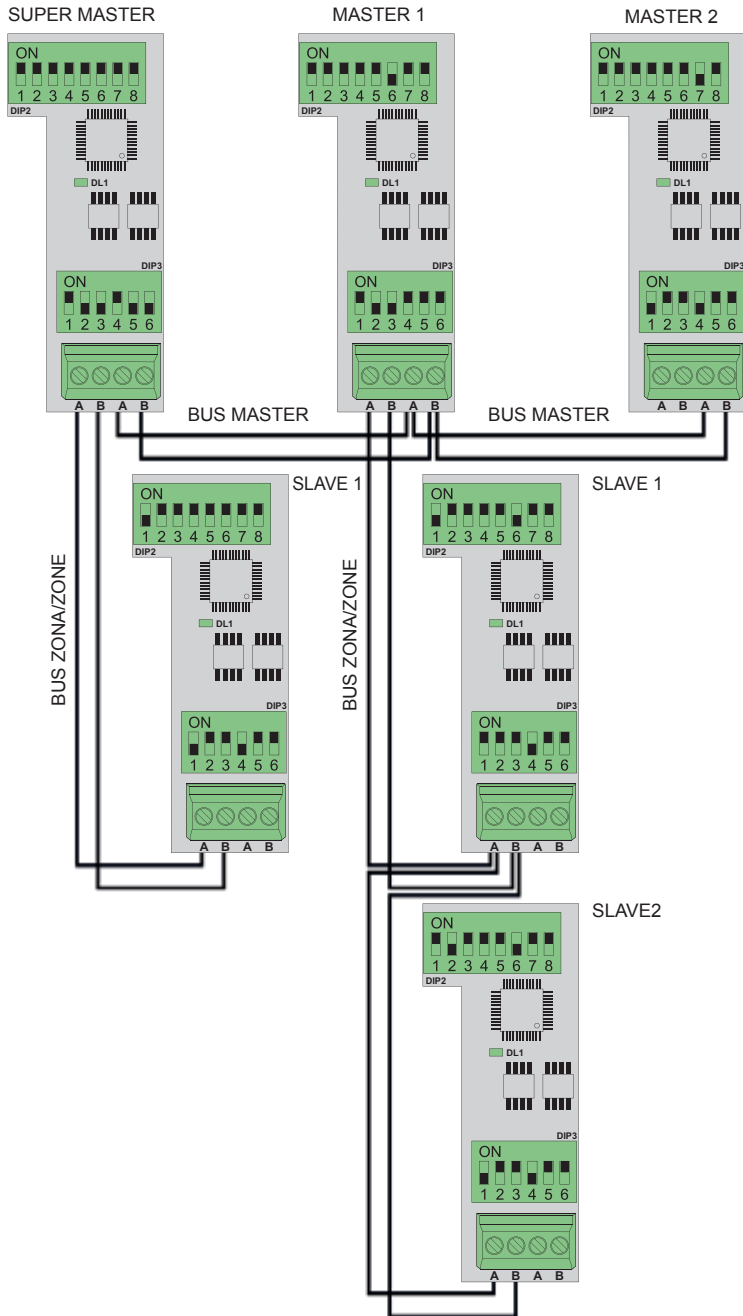 SUPER MASTER
ON
1 2 3 4 5 6 7 8
DIP2
DL1
DIP3
ON
1 2 3 4 5 6
A B A B
MASTER 1
ON
1 2 3 4 5 6 7 8
DIP2
DL1
DIP3
ON
1 2 3 4 5 6
A B A B
MASTER 2
ON
1 2 3 4 5 6 7 8
DIP2
DL1
DIP3
ON
1 2 3 4 5 6
A B A B
BUS MASTER
BUS MASTER
BUS ZONA/ZONE
SLAVE 1
ON
1 2 3 4 5 6 7 8
DIP2
DL1
DIP3
ON
1 2 3 4 5 6
A B A B
BUS ZONA/ZONE
SLAVE 1
ON
1 2 3 4 5 6 7 8
DIP2
DL1
DIP3
ON
1 2 3 4 5 6
A B A B
SLAVE2
ON
1 2 3 4 5 6 7 8
DIP2
DL1
DIP3
ON
1 2 3 4 5 6
A B A B